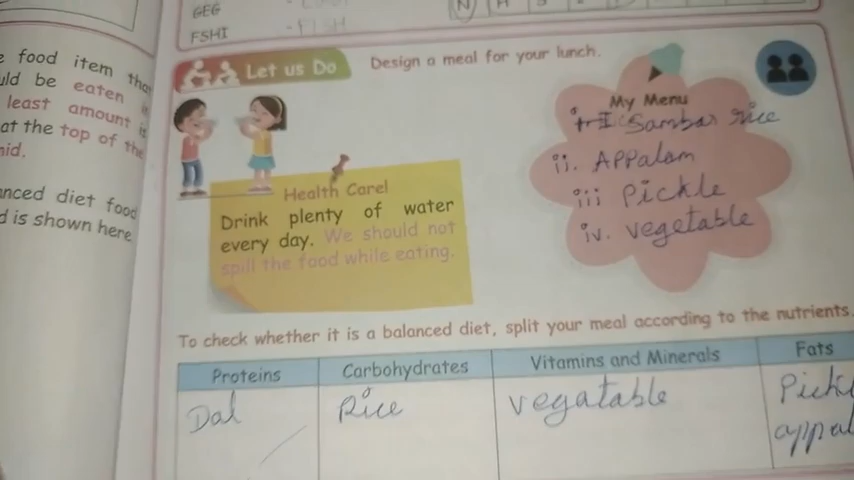 GEG
FSHI - FISH
N H
e food item tha
uld be eaten i
least amount i
at the top of the
mid.
anced diet food
d is shown here
Let us Do Design a meal for your lunch.
Health Care!
Drink plenty of water
every day. We should not
spill the food while eating.
My Menu
Sambar rice
ii. APPalam
iii Pickle
iv. vegetable
To check whether it is a balanced diet, split your meal according to the nutrients.
Proteins Carbohydrates Vitamins and Minerals Fats
Dal Rice vegatable Pickl
appal